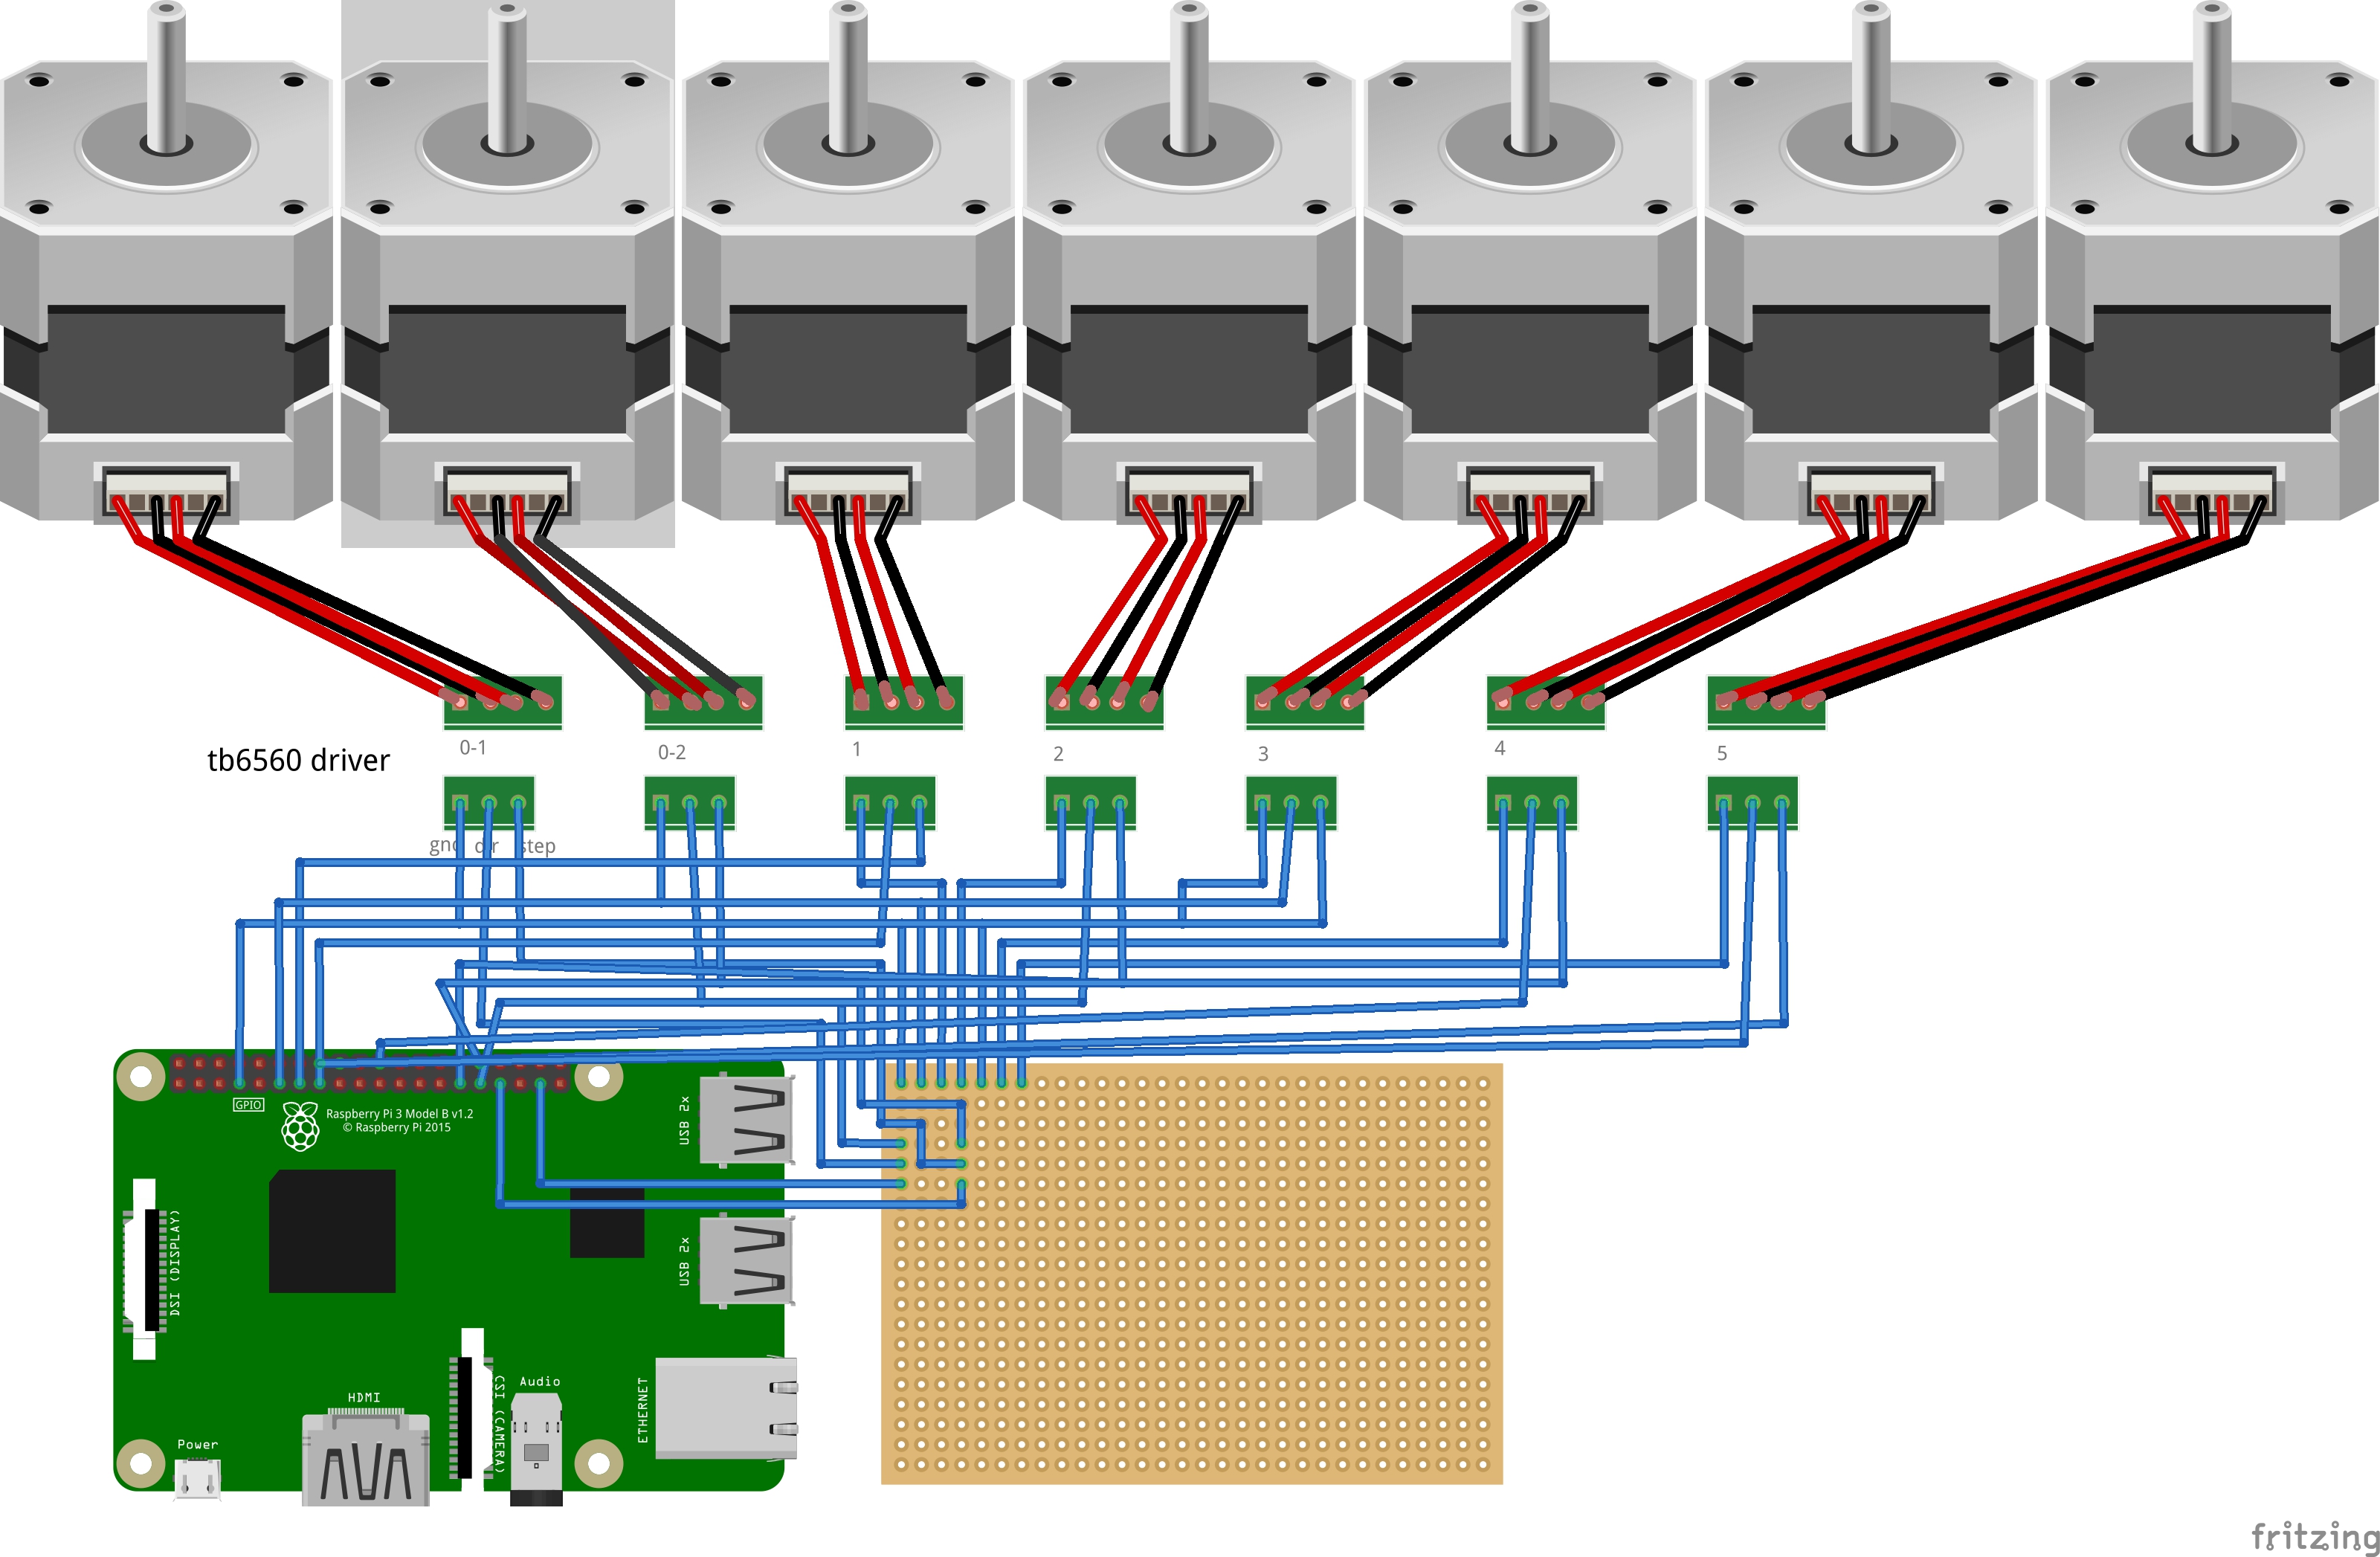 0-1
0-2
1
2
3
4
5
tb6560 driver
gnd dir step
GPIO
Raspberry Pi 3 Model B v1.2
© Raspberry Pi 2015
USB 2x
USB 2x
DSI (DISPLAY)
CSI (CAMERA)
ETHERNET
Audio
HDMI
Power
fritzing